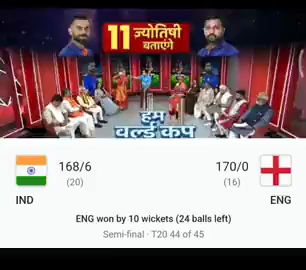 11 ज्योतिषी
बताएंगे
हम
वर्ल्ड कप
168/6
(20)
IND
170/0
(16)
ENG
ENG won by 10 wickets (24 balls left)
Semi-final · T20 44 of 45